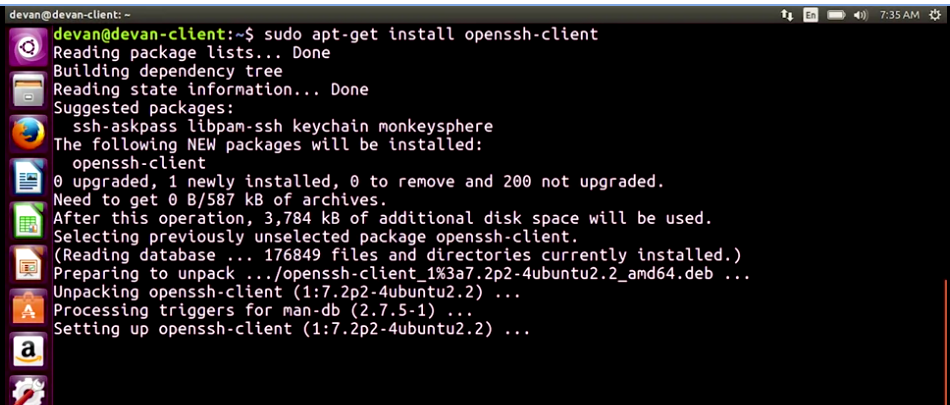 devan@devan-client: ~
En
7:35 AM
devan@devan-client:~$ sudo apt-get install openssh-client
Reading package lists... Done
Building dependency tree
Reading state information... Done
Suggested packages:
  ssh-askpass libpam-ssh keychain monkeysphere
The following NEW packages will be installed:
  openssh-client
0 upgraded, 1 newly installed, 0 to remove and 200 not upgraded.
Need to get 0 B/587 kB of archives.
After this operation, 3,784 kB of additional disk space will be used.
Selecting previously unselected package openssh-client.
(Reading database ... 176849 files and directories currently installed.)
Preparing to unpack .../openssh-client_1%3a7.2p2-4ubuntu2.2_amd64.deb ...
Unpacking openssh-client (1:7.2p2-4ubuntu2.2) ...
Processing triggers for man-db (2.7.5-1) ...
Setting up openssh-client (1:7.2p2-4ubuntu2.2) ...
a